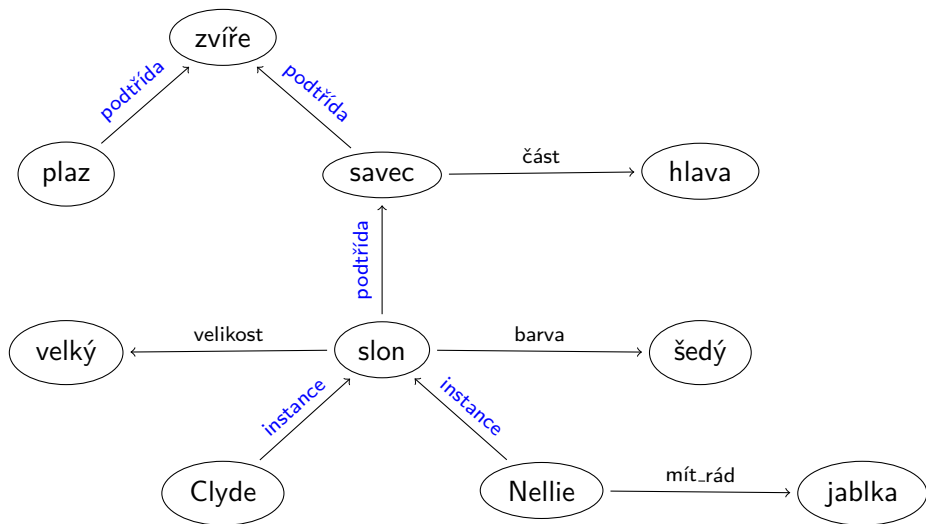 zvíře
podtřída
podtřída
plaz
savec
část
hlava
podtřída
velký
velikost
slon
barva
šedý
instance
instance
Clyde
Nellie
mít_rád
jablka